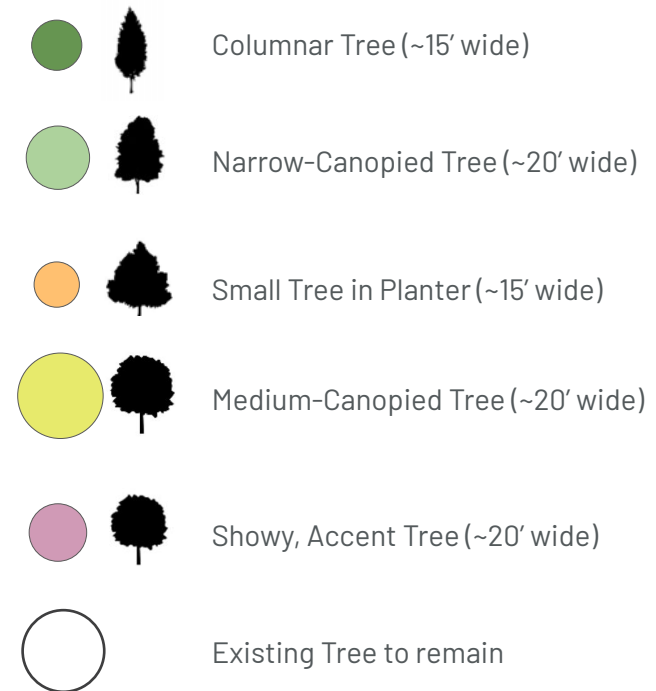 Columnar Tree (~15′ wide)
Narrow-Canopied Tree (~20′ wide)
Small Tree in Planter (~15′ wide)
Medium-Canopied Tree (~20′ wide)
Showy, Accent Tree (~20′ wide)
Existing Tree to remain